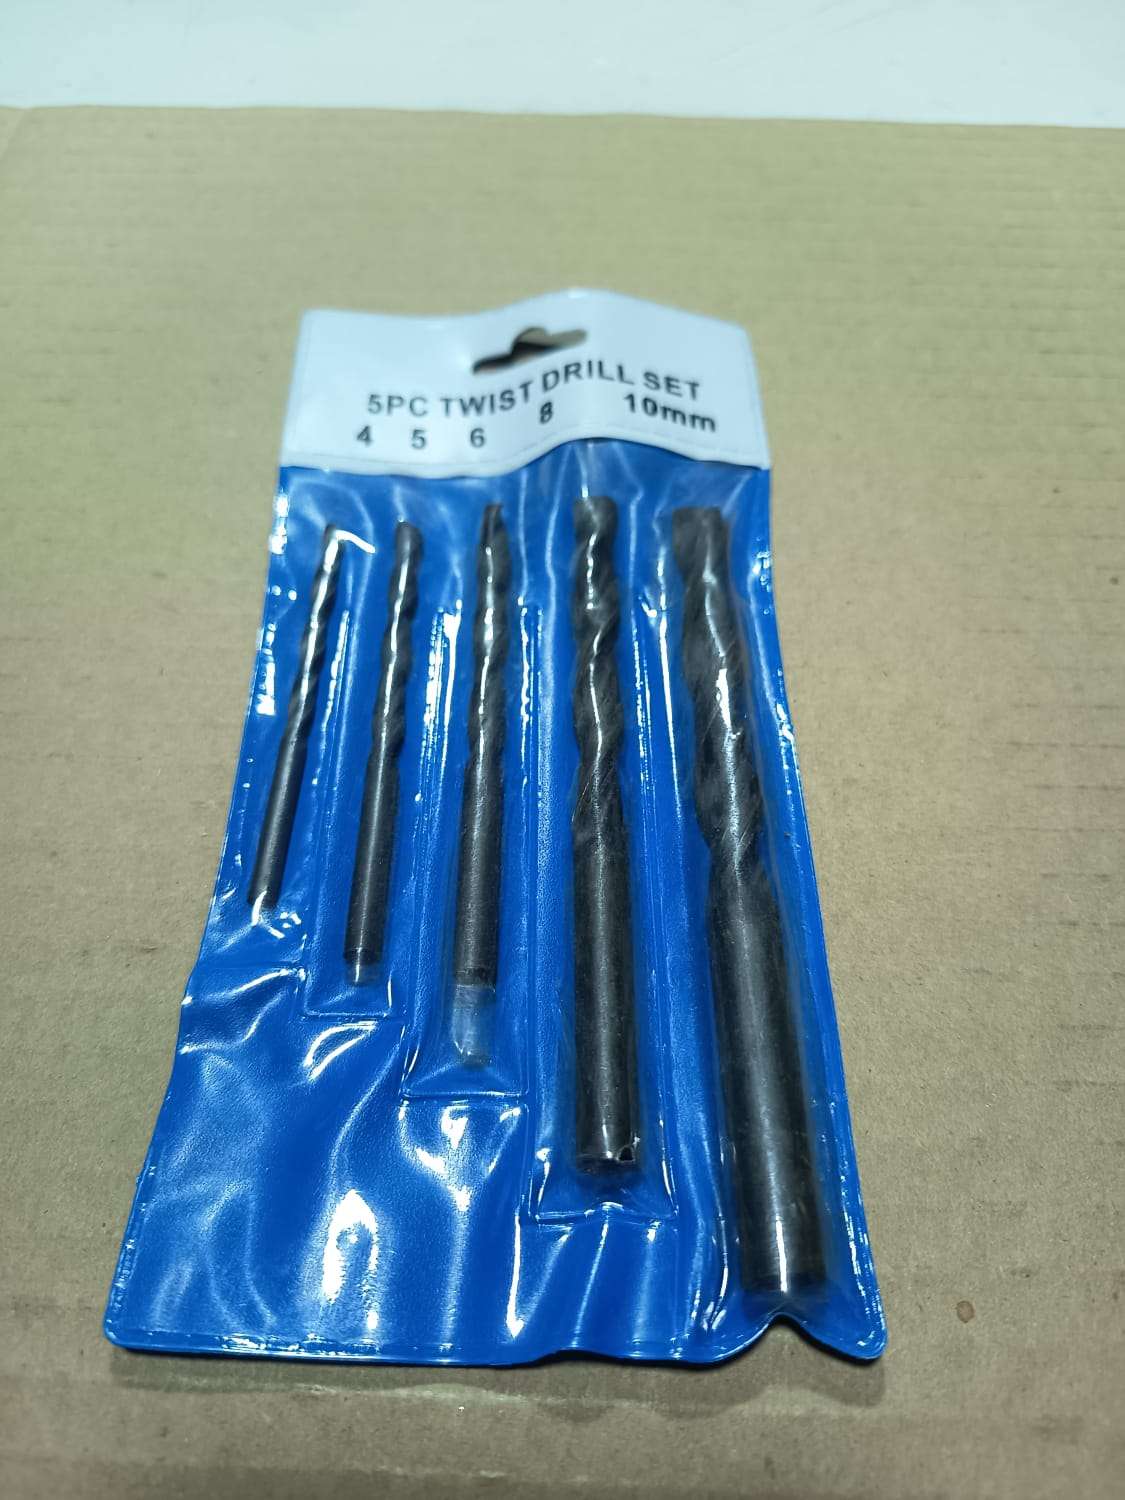 5PC TWIST DRILL SET
4 5 6 8 10mm